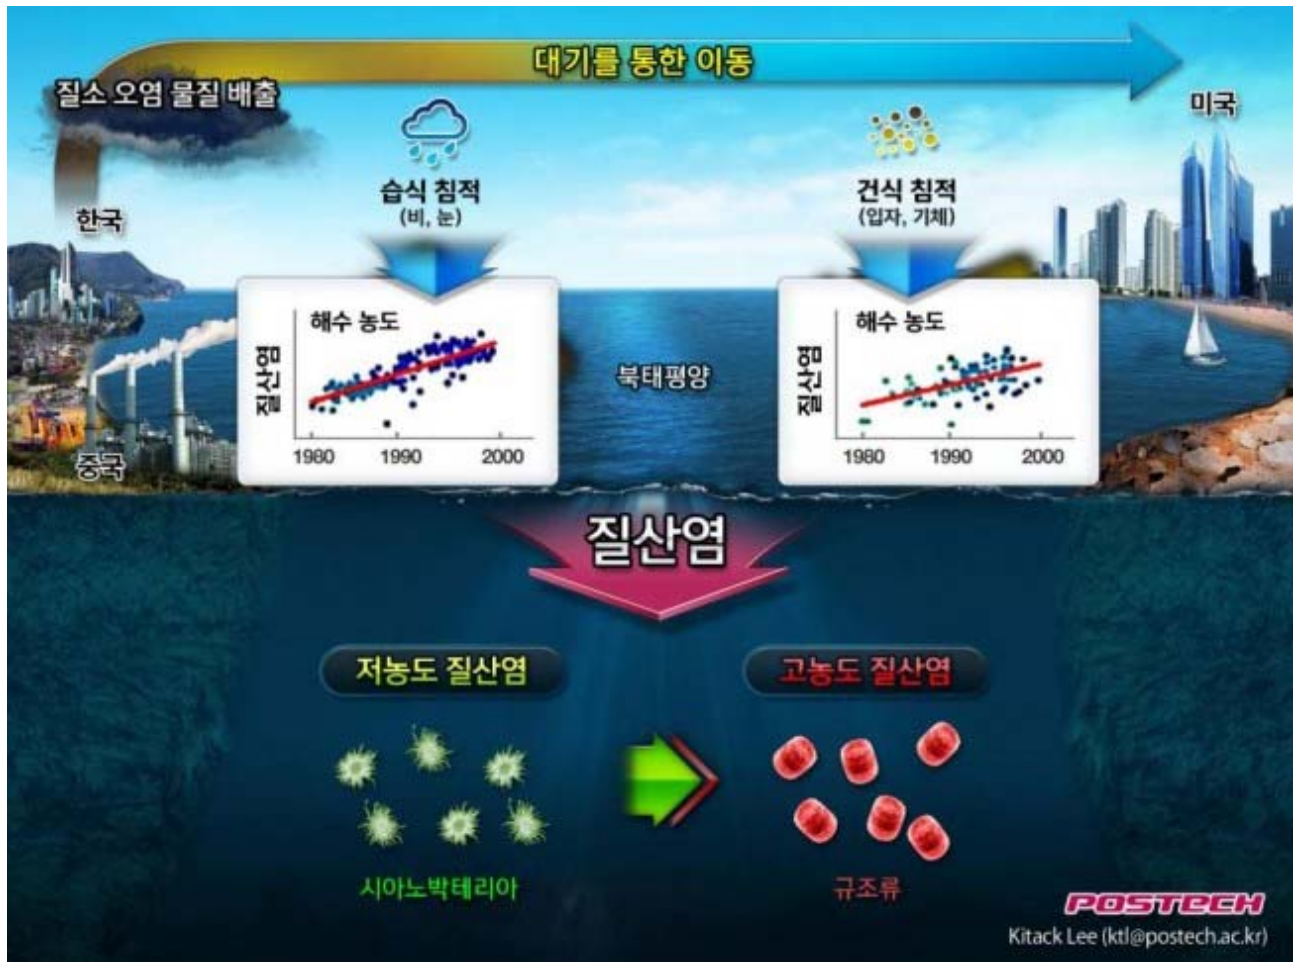 대기를 통한 이동
질소 오염 물질 배출
미국
습식 침적
(비, 눈)
건식 침적
(입자, 기체)
한국
해수 농도
질산염
1980 1990 2000
북태평양
해수 농도
질산염
1980 1990 2000
중국
질산염
저농도 질산염
고농도 질산염
시아노박테리아
규조류
POSTECH
Kitack Lee (ktl@postech.ac.kr)